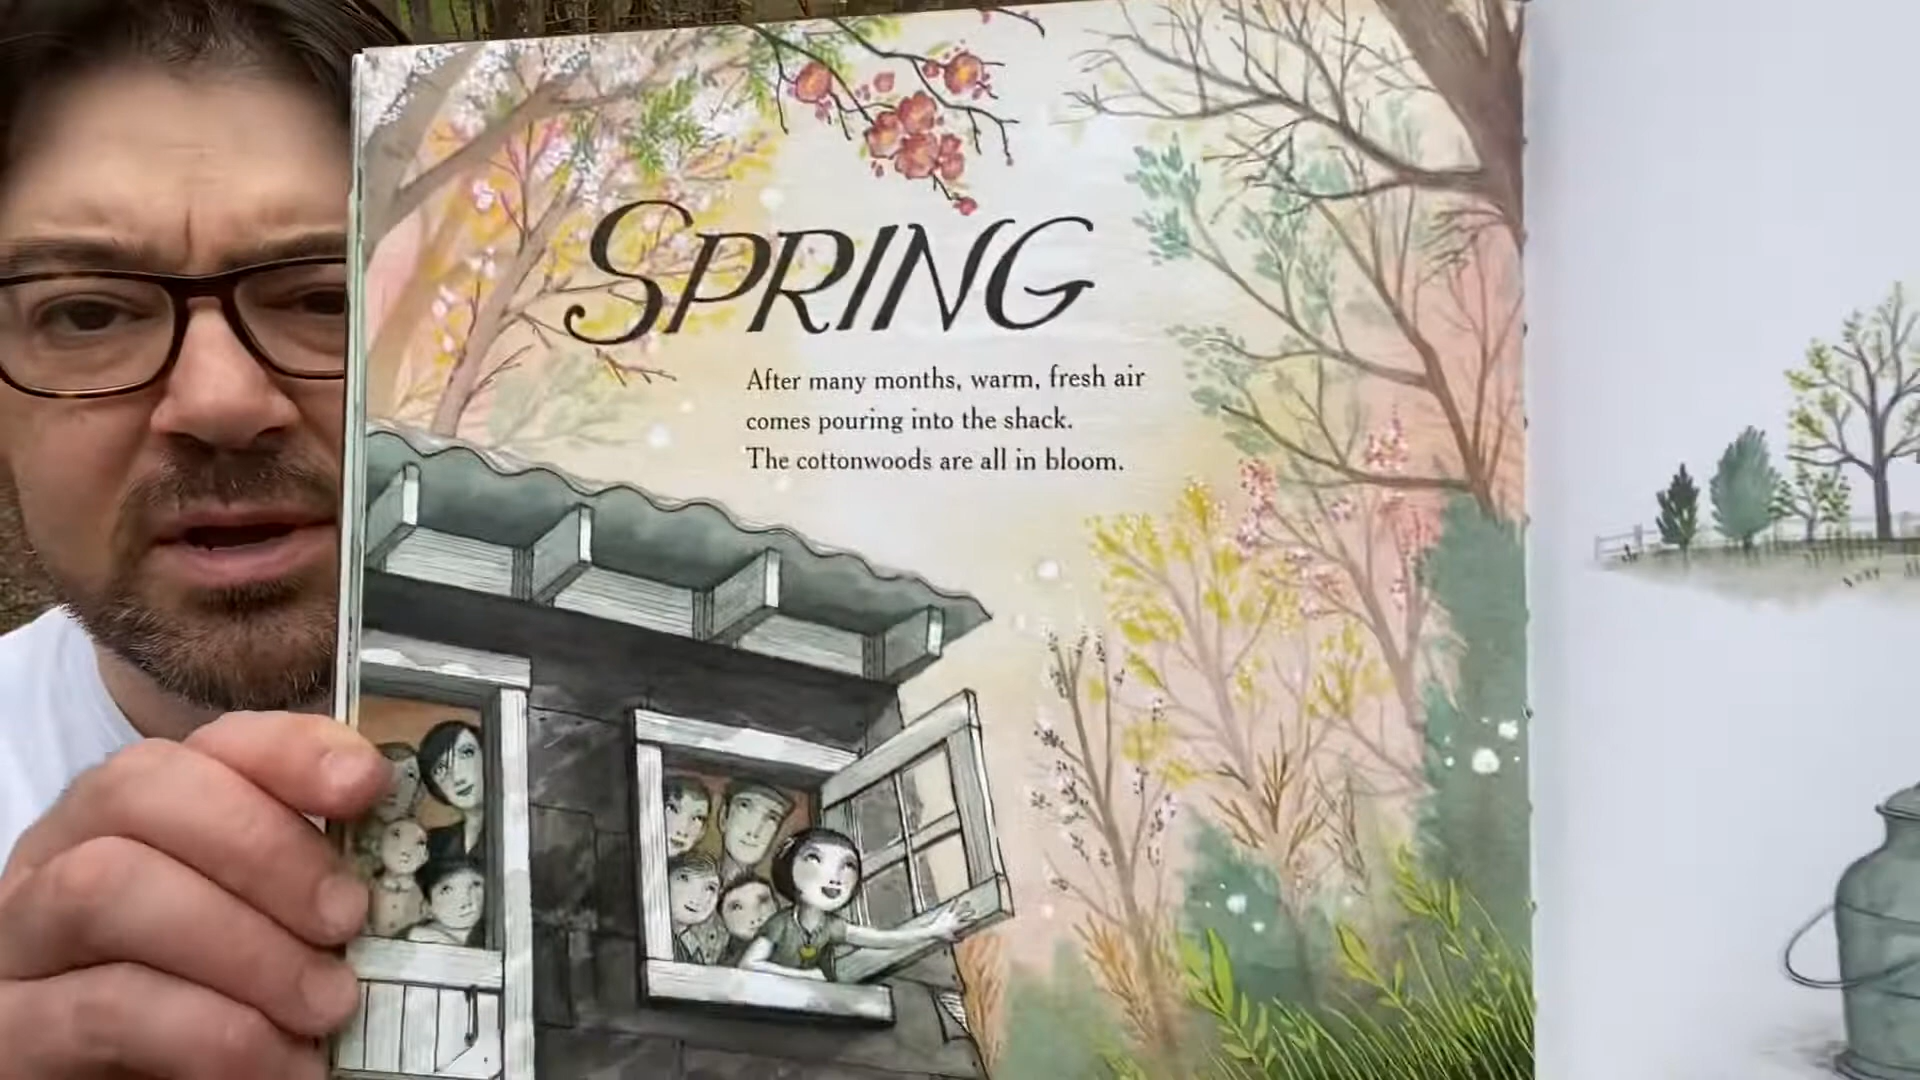 SPRING
After many months, warm, fresh air
comes pouring into the shack.
The cottonwoods are all in bloom.